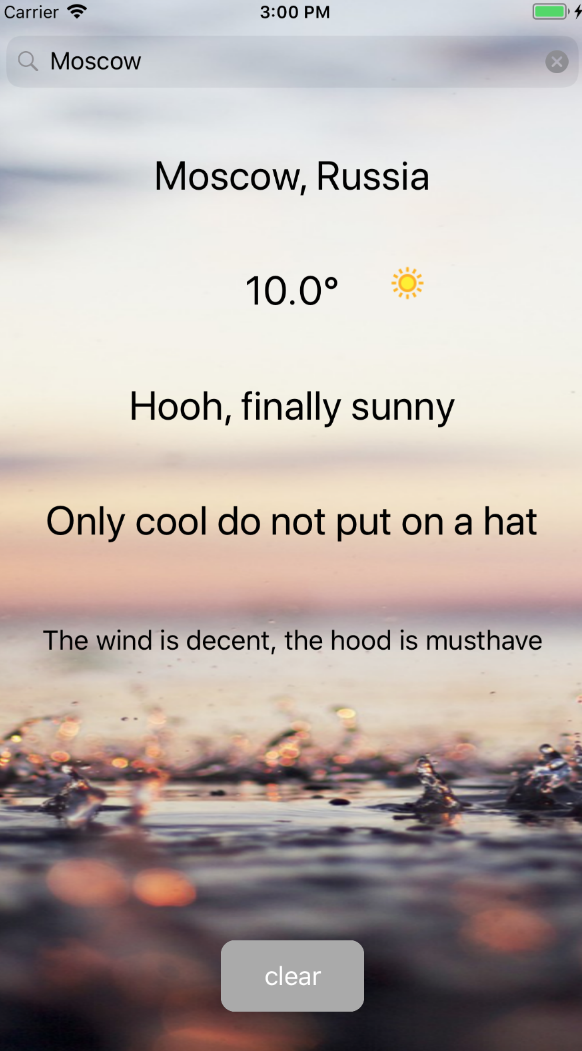 Carrier 3:00 PM
Moscow
Moscow, Russia
10.0°
Hooh, finally sunny
Only cool do not put on a hat
The wind is decent, the hood is musthave
clear